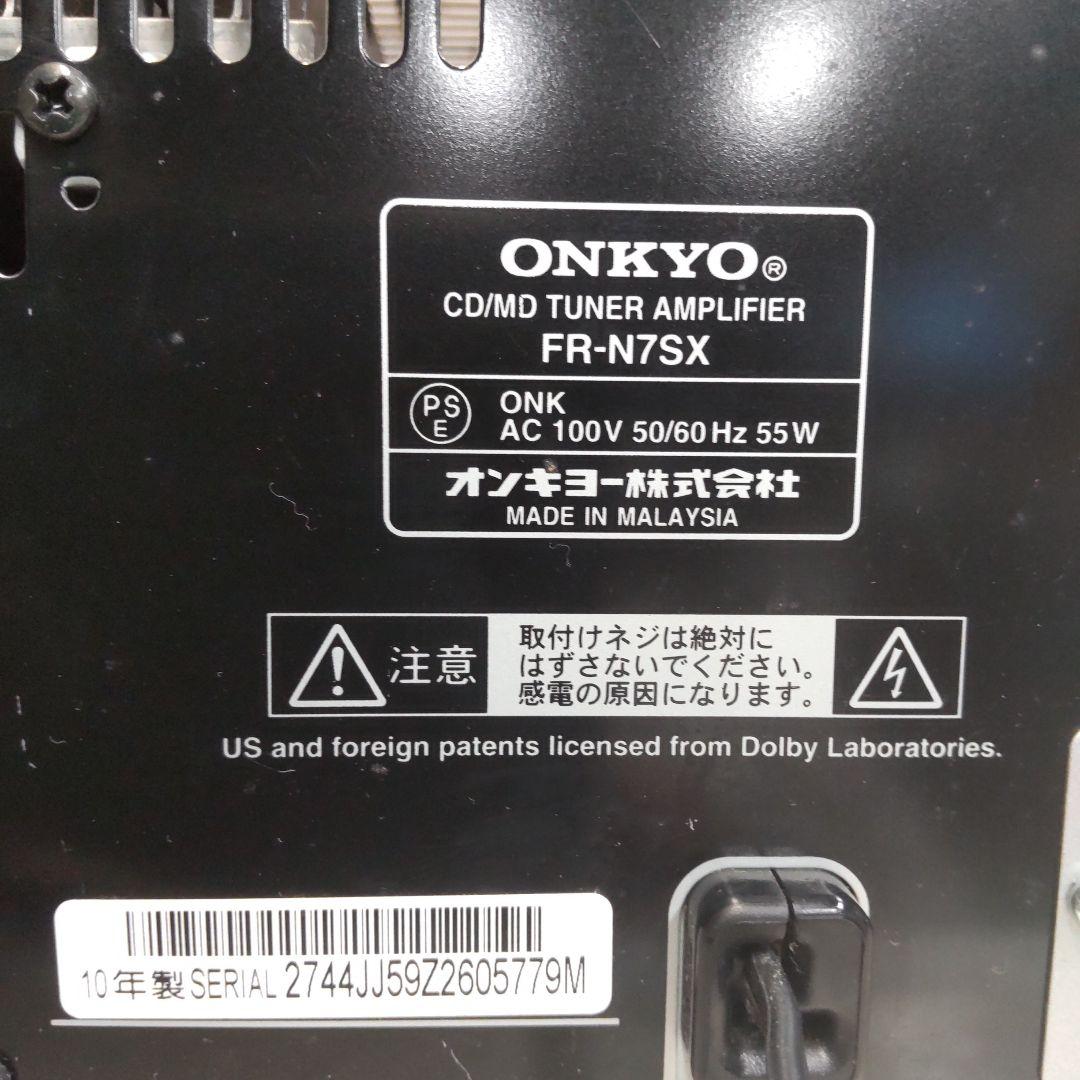 ONKYO®
CD/MD TUNER AMPLIFIER
FR-N7SX
PS
E
ONK
AC 100V 50/60Hz 55W
オンキヨー株式会社
MADE IN MALAYSIA
注意
取付けネジは絶対に
はずさないでください。
感電の原因になります。
US and foreign patents licensed from Dolby Laboratories.
10年製 SERIAL 2744JJ59Z2605779M